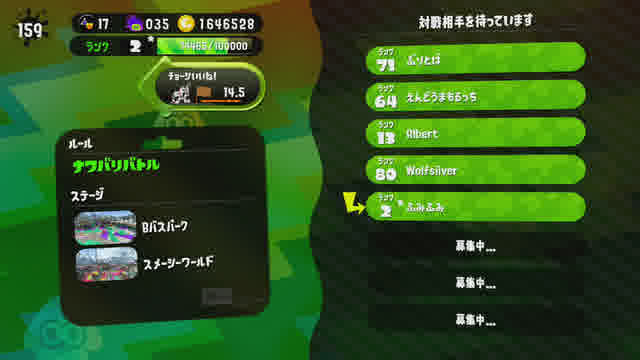 159
17
035
1646528
ランク 2* /00000
チョーシいいね!
14.5
ルール
ナワバリバトル
ステージ
Bバスパーク
スメーシーワールド
対戦相手を待っています
ランク 71 ぷりとば
ランク 64 えんどうまもるっち
ランク 13 Albert
ランク 80 Wolfsilver
ランク 2* ふみふみ
募集中...
募集中...
募集中...